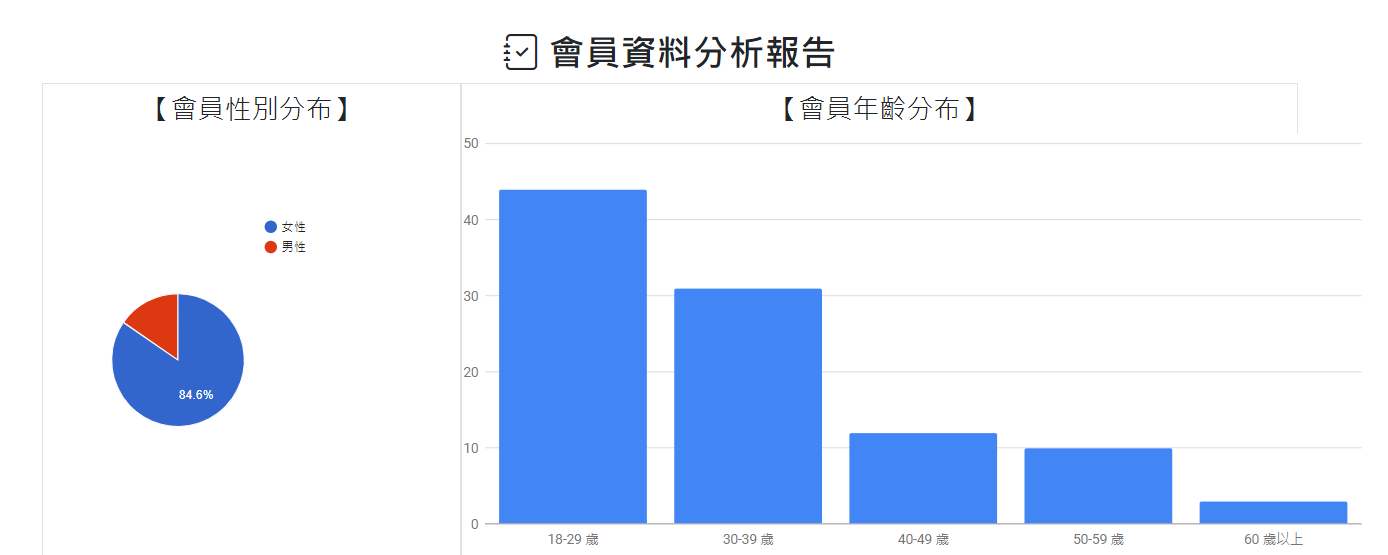 會員資料分析報告
【會員性別分布】
女性
男性
84.6%
【會員年齡分布】
50
40
30
20
10
0
18-29 歲
30-39 歲
40-49 歲
50-59 歲
60 歲以上